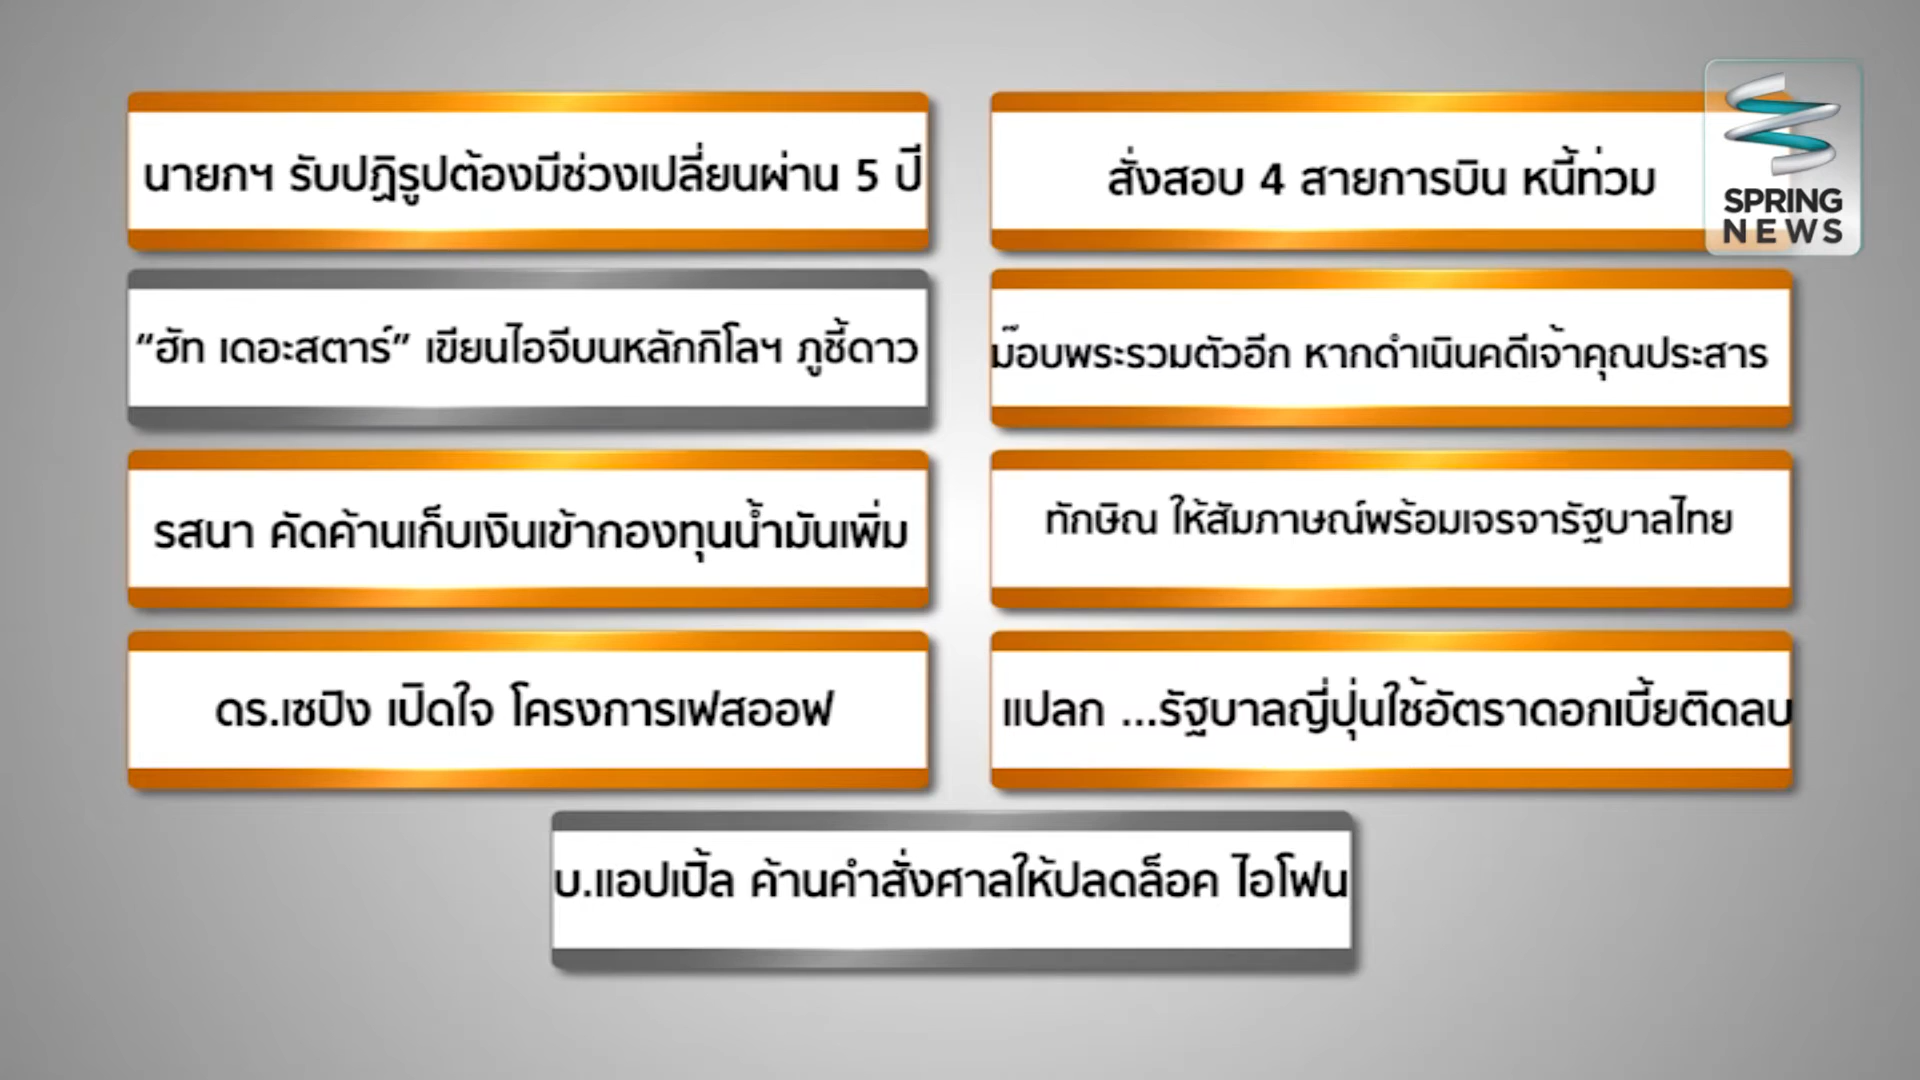 นายกฯ รับปฏิรูปต้องมีช่วงเปลี่ยนผ่าน 5 ปี
สั่งสอบ 4 สายการบิน หนี้ท่วม
SPRING
NEWS
“ฮัท เดอะสตาร์” เขียนไอจีบนหลักกิโลฯ ภูชี้ดาว
ม๊อบพระรวมตัวอีก หากดำเนินคดีเจ้าคุณประสาร
รสนา คัดค้านเก็บเงินเข้ากองทุนน้ำมันเพิ่ม
ทักษิณ ให้สัมภาษณ์พร้อมเจรจารัฐบาลไทย
ดร.เซปิง เปิดใจ โครงการเฟสออฟ
แปลก ...รัฐบาลญี่ปุ่นใช้อัตราดอกเบี้ยติดลบ
บ.แอปเปิ้ล ค้านคำสั่งศาลให้ปลดล็อค ไอโฟน